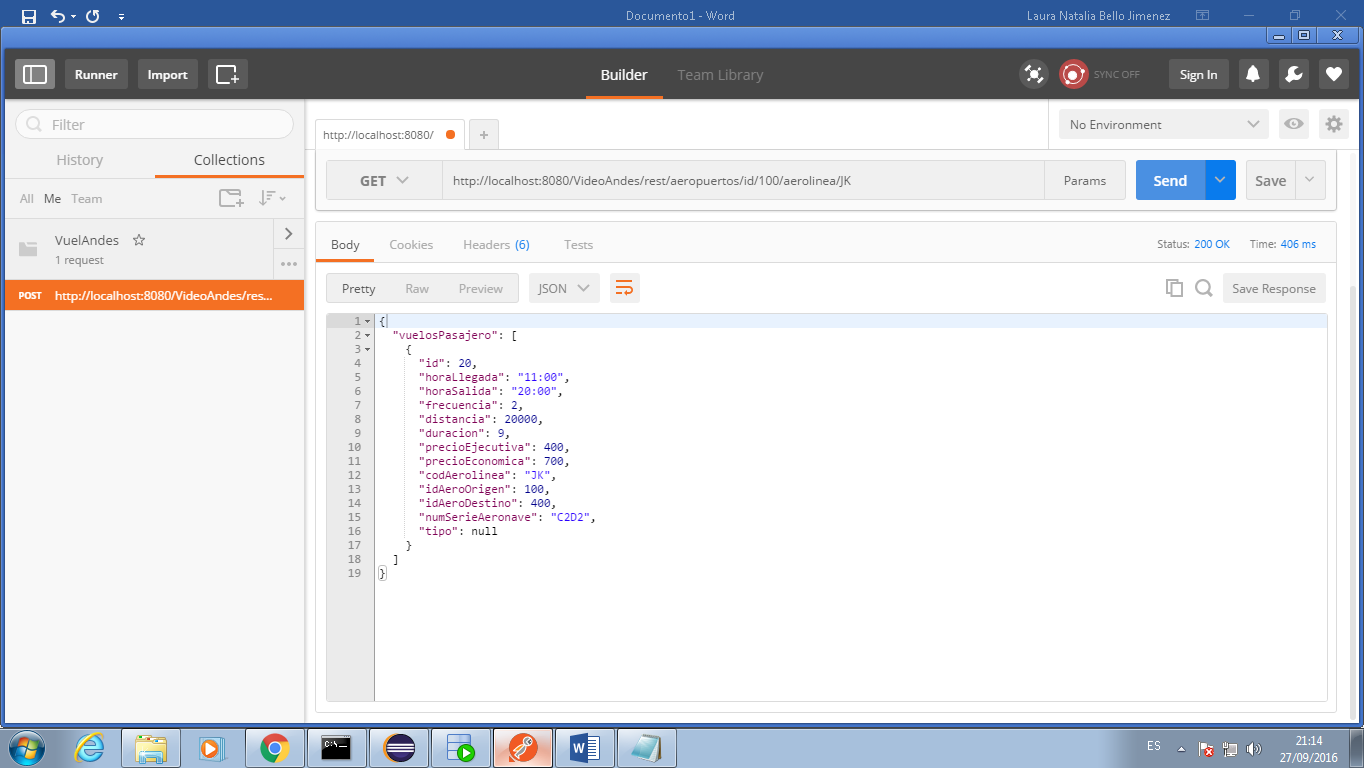 Documento1 - Word
Laura Natalia Bello Jimenez
Runner
Import
Builder
Team Library
SYNC OFF
Sign In
Filter
History
Collections
All Me Team
VuelAndes
1 request
POST http://localhost:8080/VideoAndes/res...
http://localhost:8080/
No Environment
GET
http://localhost:8080/VideoAndes/rest/aeropuertos/id/100/aerolinea/JK
Params
Send
Save
Body
Cookies
Headers (6)
Tests
Status: 200 OK
Time: 406 ms
Pretty
Raw
Preview
JSON
Save Response
1 {
2 "vuelosPasajero": [
3 {
4 "id": 20,
5 "horaLlegada": "11:00",
6 "horaSalida": "20:00",
7 "frecuencia": 2,
8 "distancia": 20000,
9 "duracion": 9,
10 "precioEjecutiva": 400,
11 "precioEconomica": 700,
12 "codAerolinea": "JK",
13 "idAeroOrigen": 100,
14 "idAeroDestino": 400,
15 "numSerieAeronave": "C2D2",
16 "tipo": null
17 }
18 ]
19 }
C:\
ES
21:14
27/09/2016